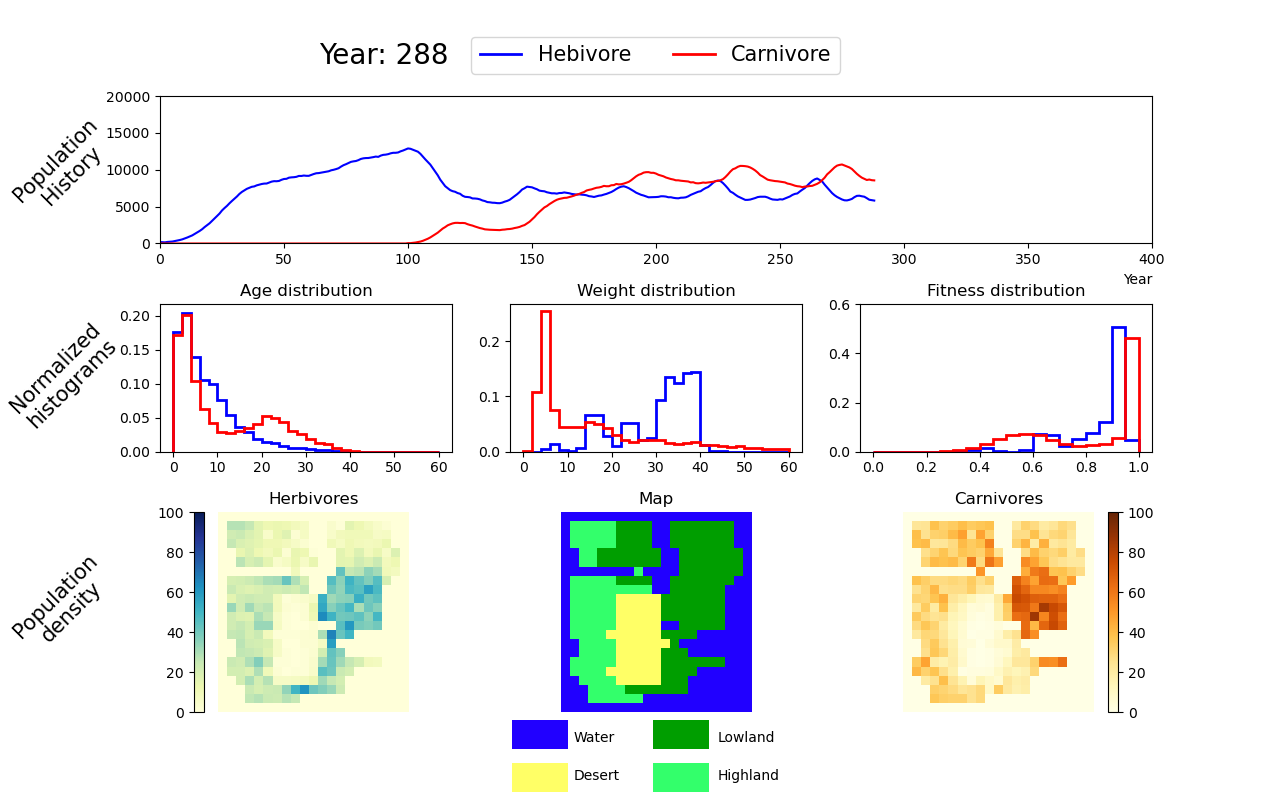 Year: 288
Hebivore
Carnivore
Population
History
20000
15000
10000
5000
0
0 50 100 150 200 250 300 350 400
Year
Normalized
histograms
Age distribution
0.20
0.15
0.10
0.05
0.00
0 10 20 30 40 50 60
Weight distribution
0.2
0.1
0.0
0 10 20 30 40 50 60
Fitness distribution
0.6
0.4
0.2
0.0
0.0 0.2 0.4 0.6 0.8 1.0
Population
density
Herbivores
100
80
60
40
20
0
Map
Carnivores
100
80
60
40
20
0
Water
Lowland
Desert
Highland